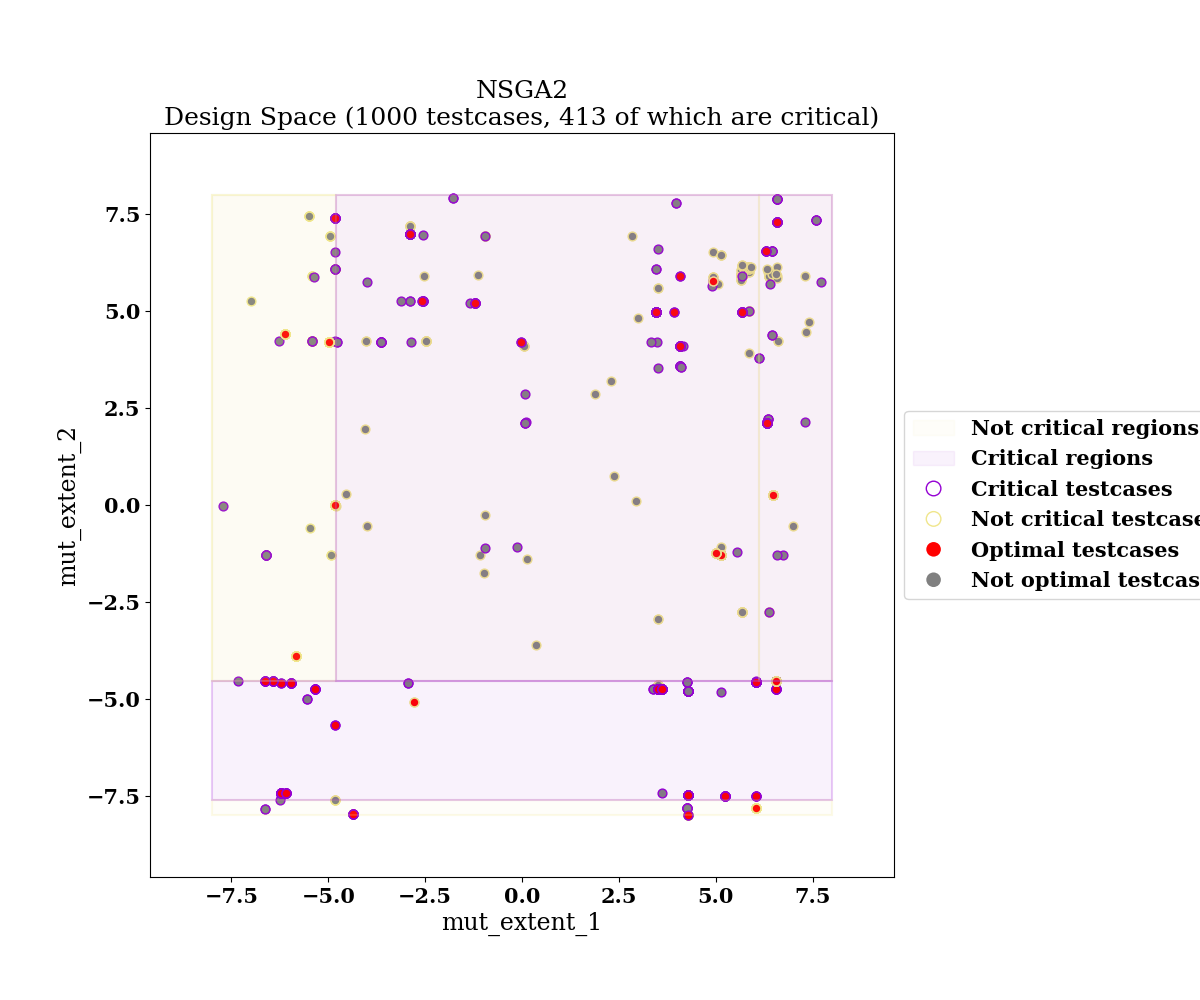 NSGA2
Design Space (1000 testcases, 413 of which are critical)
mut_extent_2
7.5
5.0
2.5
0.0
−2.5
−5.0
−7.5
−7.5
−5.0
−2.5
0.0
2.5
5.0
7.5
mut_extent_1
Not critical regions
Critical regions
Critical testcases
Not critical testcase
Optimal testcases
Not optimal testcas